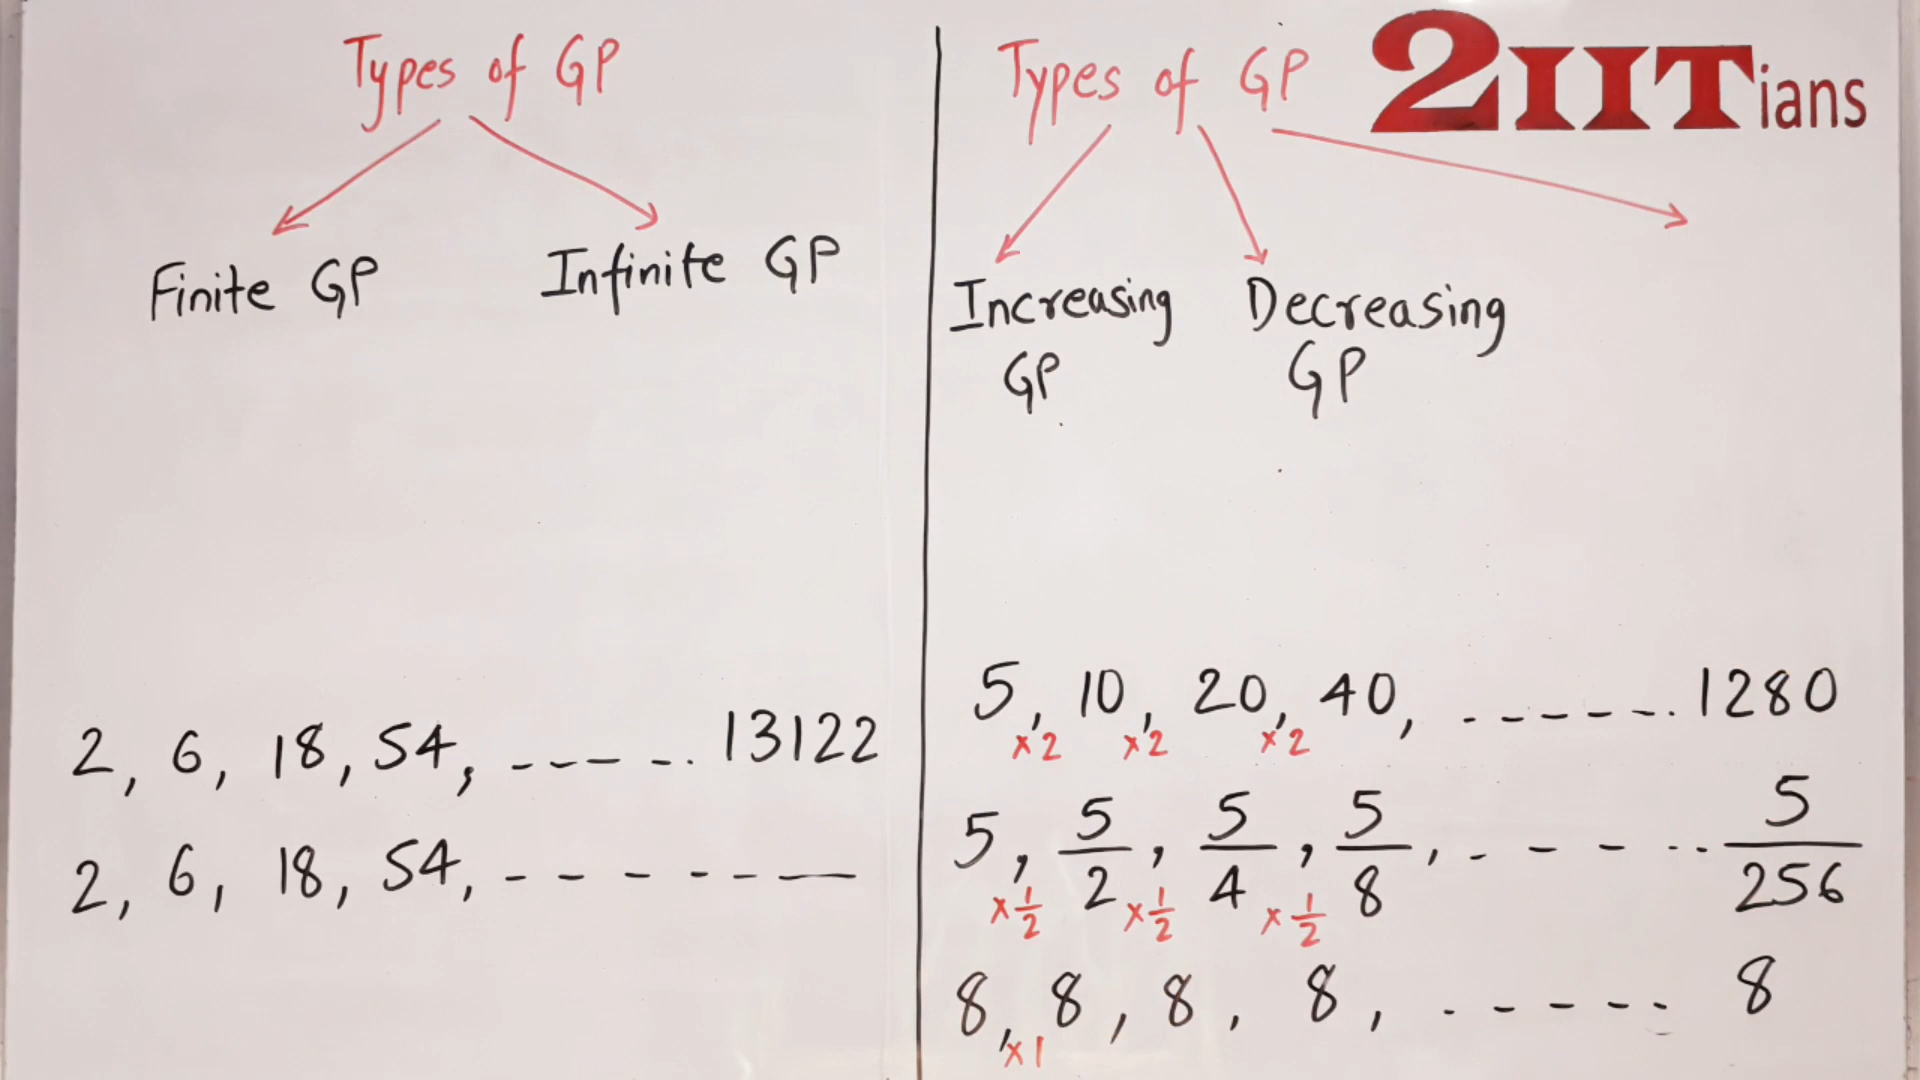 Types of GP
Finite GP
Infinite GP
2, 6, 18, 54, ------. 13122
2, 6, 18, 54, -------
Types of GP
2IITians
Increasing
GP
Decreasing
GP
5, 10, 20, 40, ------. 1280
×2 ×2 ×2
5, 5/2, 5/4, 5/8, - - - - -- 5/256
×1/2 ×1/2 ×1/2
8, 8, 8, 8, ------ 8
×1